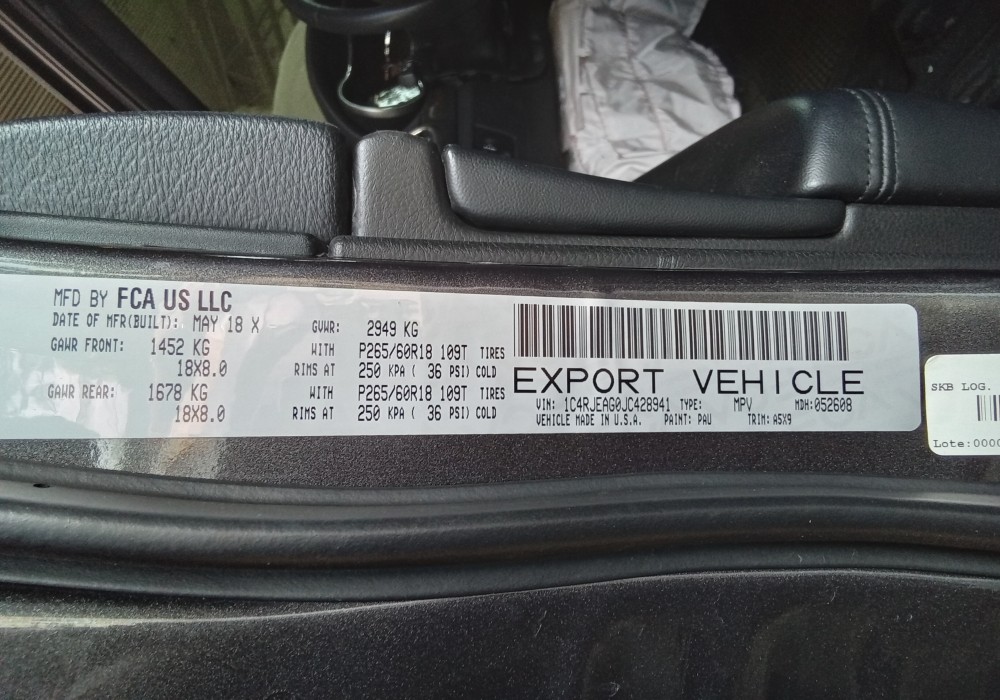 MFD BY FCA US LLC
DATE OF MFR(BUILT): MAY 18 X
GVWR: 2949 KG
GAWR FRONT: 1452 KG WITH P265/60R18 109T TIRES
18X8.0 RIMS AT 250 KPA ( 36 PSI) COLD
GAWR REAR: 1678 KG WITH P265/60R18 109T TIRES
18X8.0 RIMS AT 250 KPA ( 36 PSI) COLD
EXPORT VEHICLE
VIN: 1C4RJEAG0JC428941 TYPE: MPV MDH:052608
VEHICLE MADE IN U.S.A. PAINT: PAU TRIM: A5X9
SKB LOG.
Lote:0000